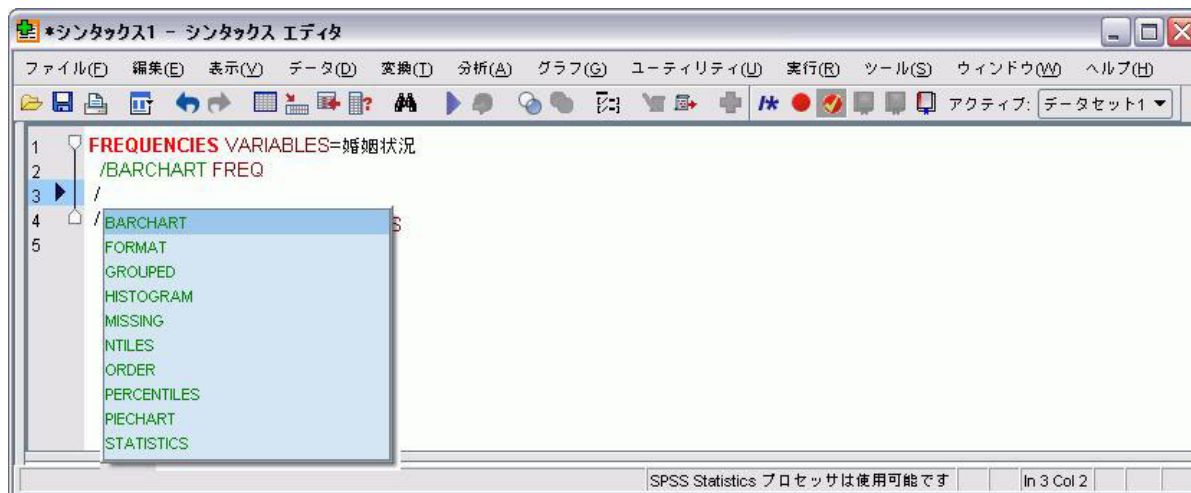 *シンタックス1 - シンタックス エディタ
ファイル(F) 編集(E) 表示(V) データ(D) 変換(T) 分析(A) グラフ(G) ユーティリティ(U) 実行(R) ツール(S) ウィンドウ(W) ヘルプ(H)
アクティブ: データセット1
1 FREQUENCIES VARIABLES=婚姻状況
2 /BARCHART FREQ
3 /
4 / S
5
BARCHART
FORMAT
GROUPED
HISTOGRAM
MISSING
NTILES
ORDER
PERCENTILES
PIECHART
STATISTICS
SPSS Statistics プロセッサは使用可能です In 3 Col 2